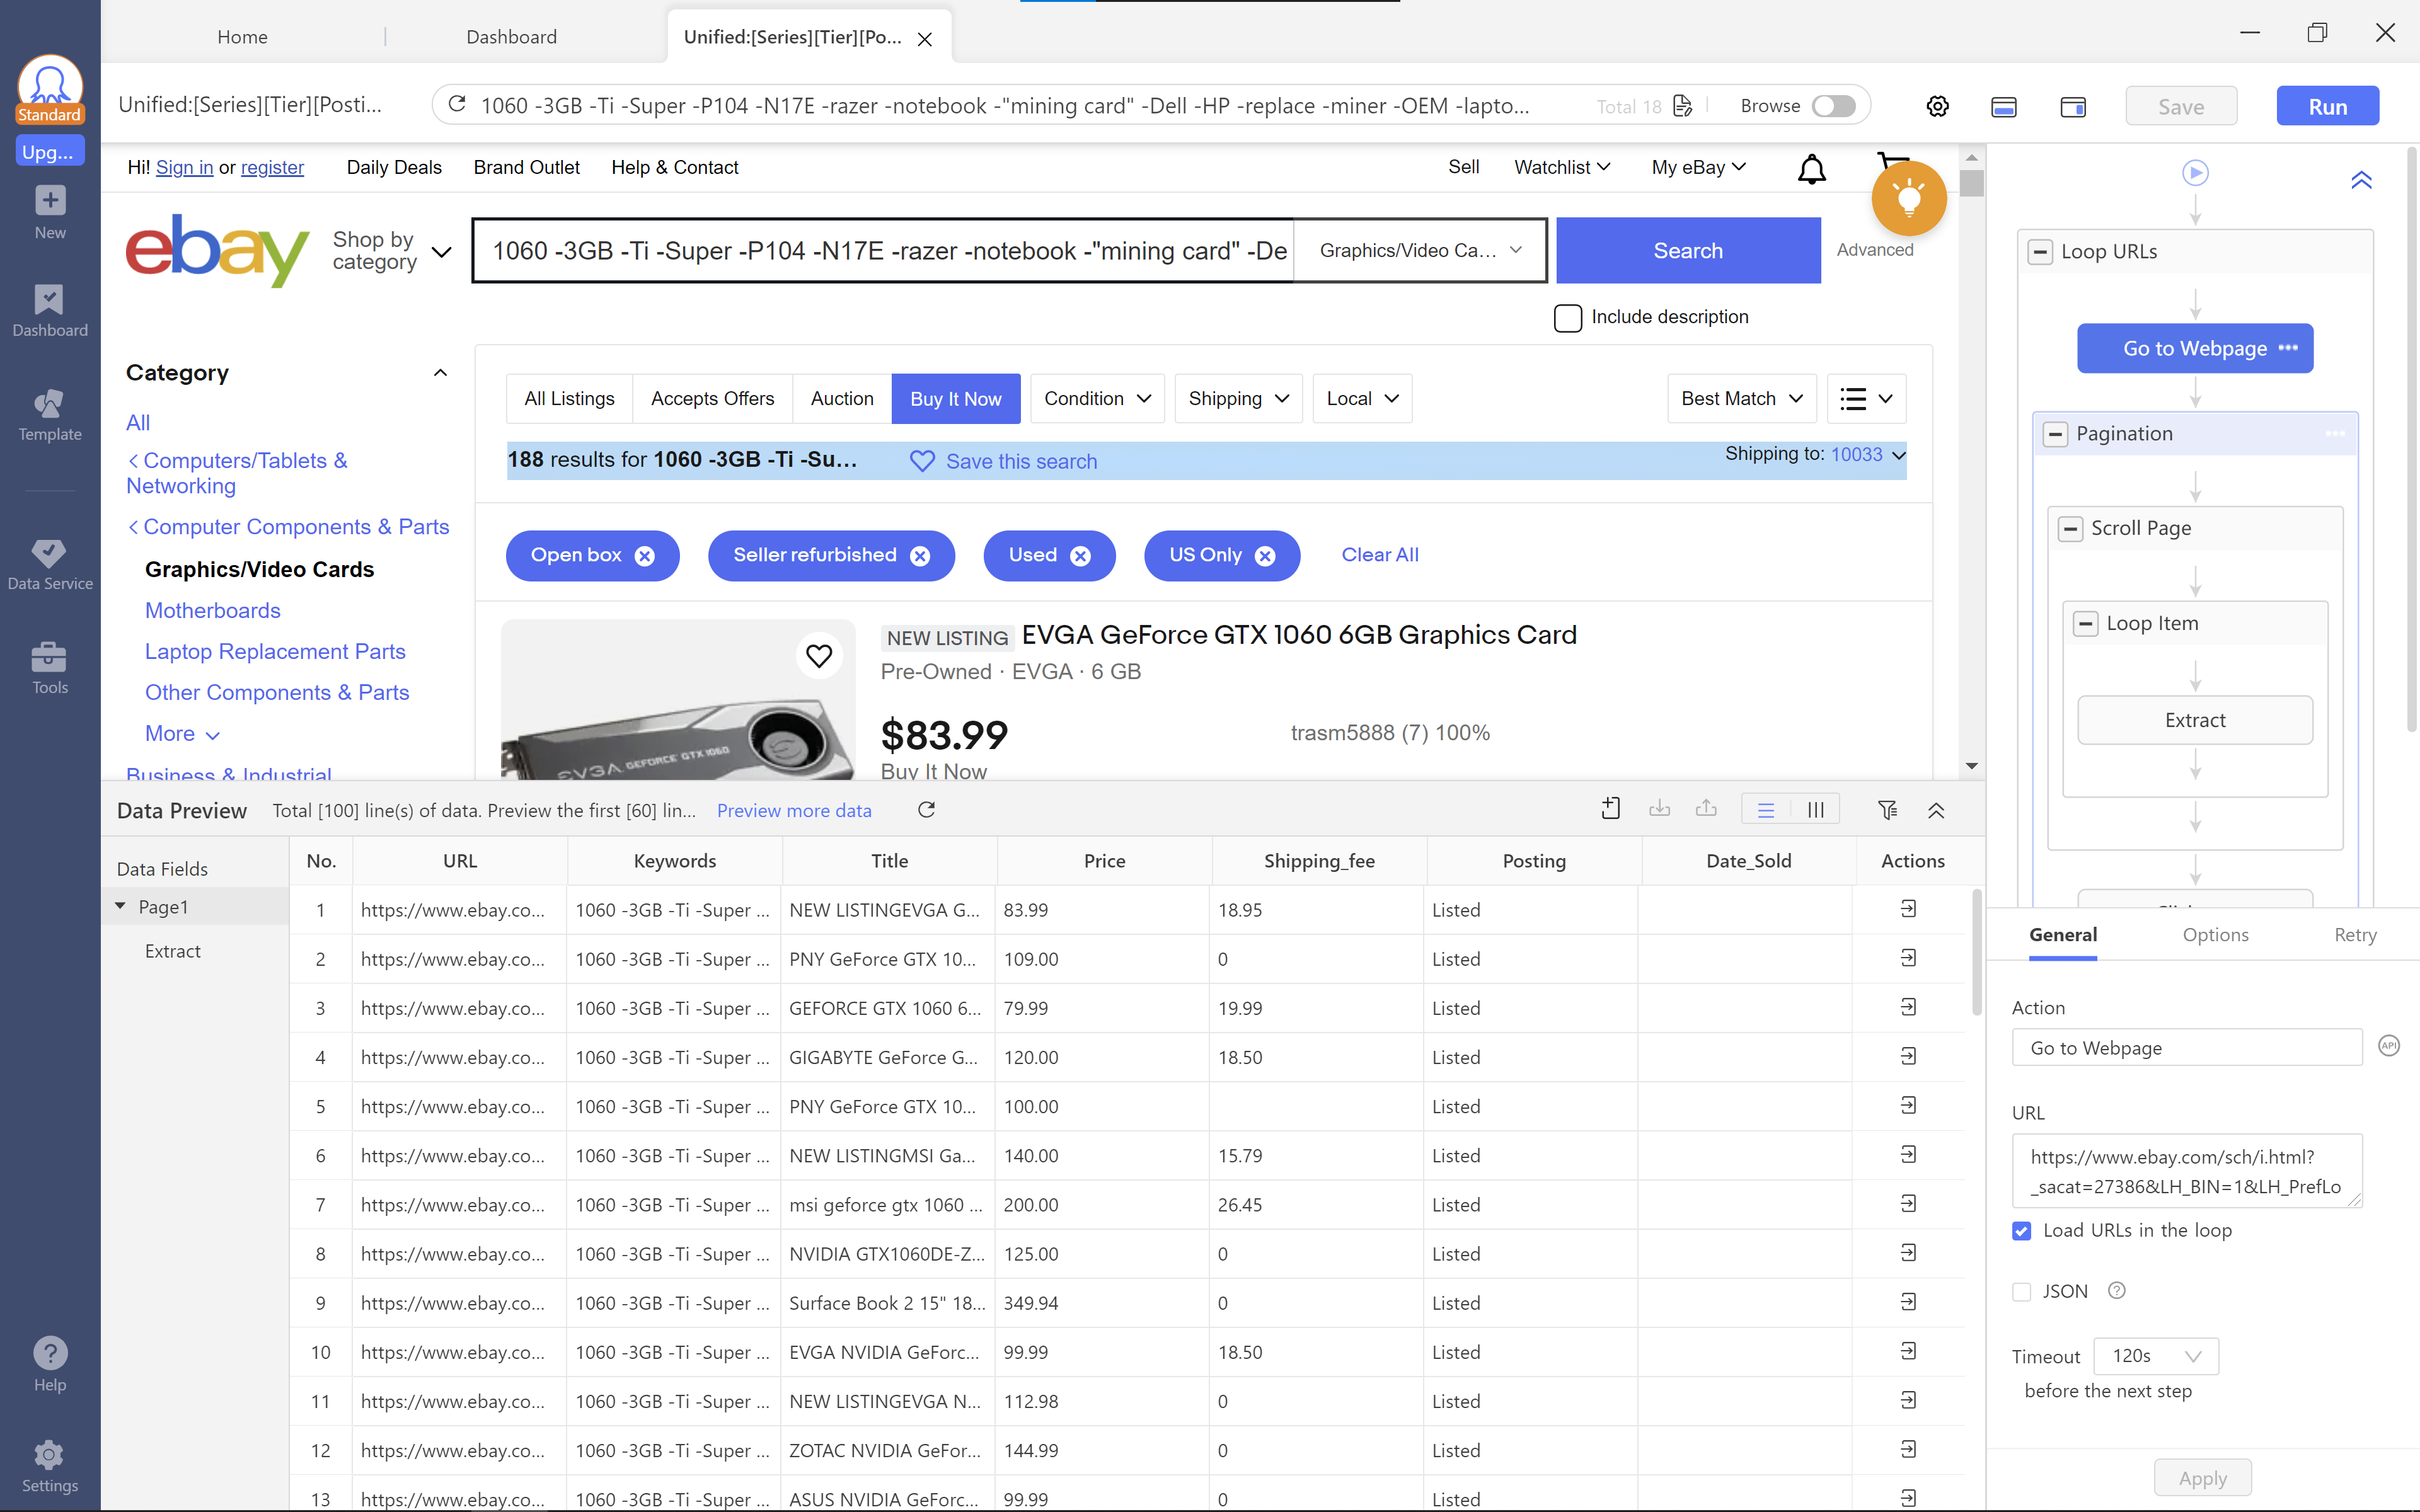 Home
Dashboard
Unified:[Series][Tier][Po...
Standard
Upg...
New
Dashboard
Template
Data Service
Tools
Help
Settings
Unified:[Series][Tier][Posti...
1060 -3GB -Ti -Super -P104 -N17E -razer -notebook -"mining card" -Dell -HP -replace -miner -OEM -lapto...
Total 18
Browse
Save
Run
Hi! Sign in or register
Daily Deals
Brand Outlet
Help & Contact
Sell
Watchlist
My eBay
ebay
Shop by
category
1060 -3GB -Ti -Super -P104 -N17E -razer -notebook -"mining card" -De
Graphics/Video Ca...
Search
Advanced
Include description
Category
All
Computers/Tablets &
Networking
Computer Components & Parts
Graphics/Video Cards
Motherboards
Laptop Replacement Parts
Other Components & Parts
More
Business & Industrial
All Listings
Accepts Offers
Auction
Buy It Now
Condition
Shipping
Local
Best Match
188 results for 1060 -3GB -Ti -Su...
Save this search
Shipping to: 10033
Open box
Seller refurbished
Used
US Only
Clear All
EVGA GEFORCE GTX 1060
NEW LISTING EVGA GeForce GTX 1060 6GB Graphics Card
Pre-Owned · EVGA · 6 GB
$83.99
trasm5888 (7) 100%
Buy It Now
Data Preview
Total [100] line(s) of data. Preview the first [60] lin...
Preview more data
Data Fields
Page1
Extract
No. URL Keywords Title Price Shipping_fee Posting Date_Sold Actions
1 https://www.ebay.co... 1060 -3GB -Ti -Super ... NEW LISTINGEVGA G... 83.99 18.95 Listed
2 https://www.ebay.co... 1060 -3GB -Ti -Super ... PNY GeForce GTX 10... 109.00 0 Listed
3 https://www.ebay.co... 1060 -3GB -Ti -Super ... GEFORCE GTX 1060 6... 79.99 19.99 Listed
4 https://www.ebay.co... 1060 -3GB -Ti -Super ... GIGABYTE GeForce G... 120.00 18.50 Listed
5 https://www.ebay.co... 1060 -3GB -Ti -Super ... PNY GeForce GTX 10... 100.00 Listed
6 https://www.ebay.co... 1060 -3GB -Ti -Super ... NEW LISTINGMSI Ga... 140.00 15.79 Listed
7 https://www.ebay.co... 1060 -3GB -Ti -Super ... msi geforce gtx 1060 ... 200.00 26.45 Listed
8 https://www.ebay.co... 1060 -3GB -Ti -Super ... NVIDIA GTX1060DE-Z... 125.00 0 Listed
9 https://www.ebay.co... 1060 -3GB -Ti -Super ... Surface Book 2 15" 18... 349.94 0 Listed
10 https://www.ebay.co... 1060 -3GB -Ti -Super ... EVGA NVIDIA GeForc... 99.99 18.50 Listed
11 https://www.ebay.co... 1060 -3GB -Ti -Super ... NEW LISTINGEVGA N... 112.98 0 Listed
12 https://www.ebay.co... 1060 -3GB -Ti -Super ... ZOTAC NVIDIA GeFor... 144.99 0 Listed
13 https://www.ebay.co... 1060 -3GB -Ti -Super ... ASUS NVIDIA GeForc... 99.99 0 Listed
Loop URLs
Go to Webpage
Pagination
Scroll Page
Loop Item
Extract
General
Options
Retry
Action
Go to Webpage
API
URL
https://www.ebay.com/sch/i.html?
_sacat=27386&LH_BIN=1&LH_PrefLo
Load URLs in the loop
JSON
Timeout
120s
before the next step
Apply